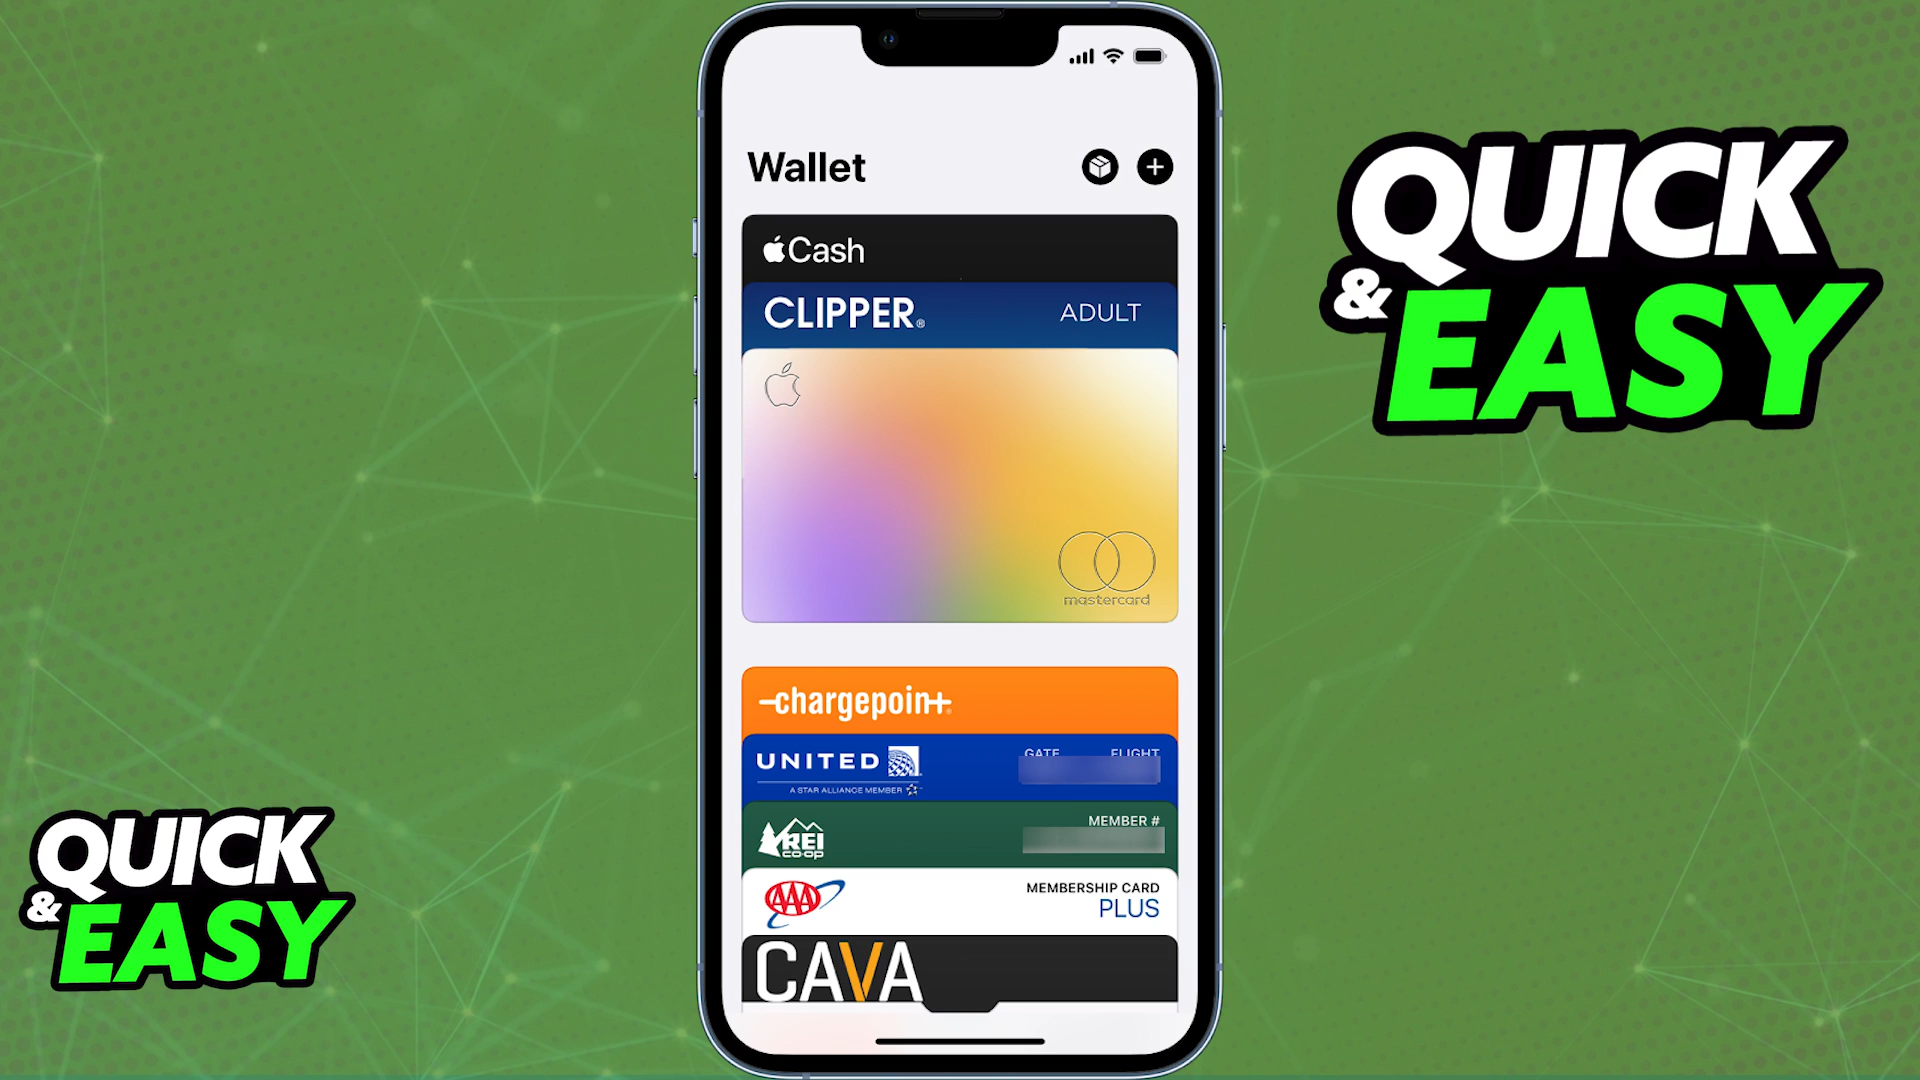 Wallet
Cash
CLIPPER® ADULT
mastercard
-chargepoint+®
UNITED GATE FLIGHT
A STAR ALLIANCE MEMBER
REI
co·op
MEMBER #
AAA
MEMBERSHIP CARD
PLUS
CAVA
QUICK
& EASY
QUICK
& EASY